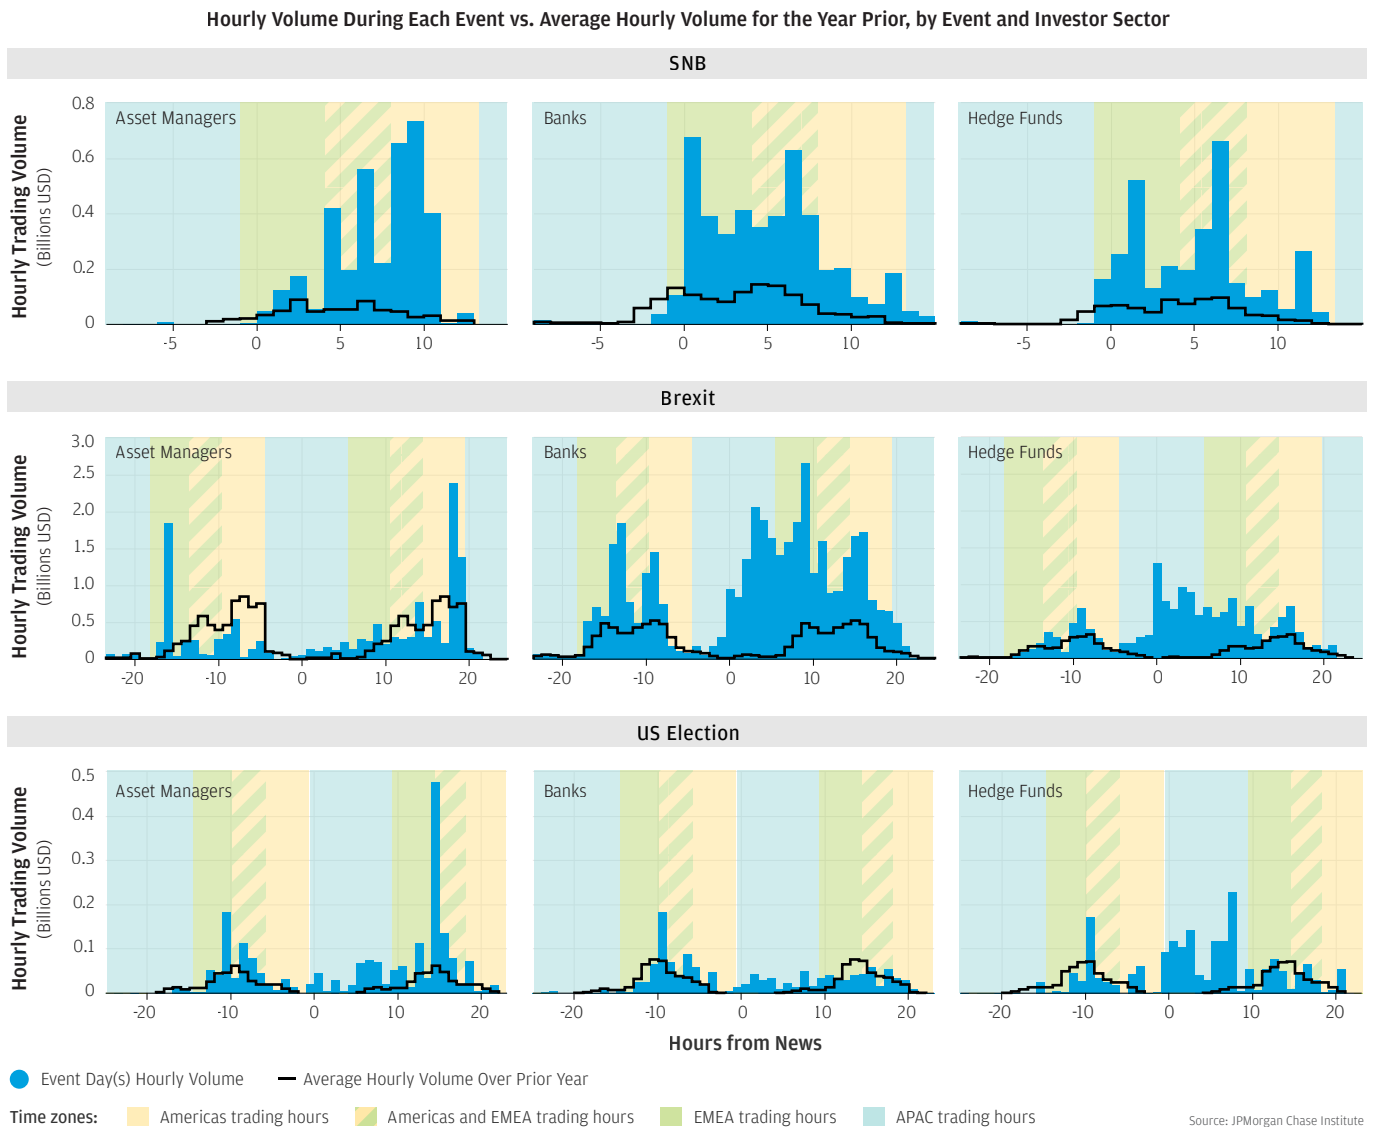 Hourly Volume During Each Event vs. Average Hourly Volume for the Year Prior, by Event and Investor Sector
SNB
Hourly Trading Volume
(Billions USD)
0.8
0.6
0.4
0.2
0
Asset Managers
-5
0
5
10
Banks
-5
0
5
10
Hedge Funds
-5
0
5
10
Brexit
Hourly Trading Volume
(Billions USD)
3.0
2.5
2.0
1.5
1.0
0.5
0
Asset Managers
-20
-10
0
10
20
Banks
-20
-10
0
10
20
Hedge Funds
-20
-10
0
10
20
US Election
Hourly Trading Volume
(Billions USD)
0.5
0.4
0.3
0.2
0.1
0
Asset Managers
-20
-10
0
10
20
Banks
-20
-10
0
10
20
Hedge Funds
-20
-10
0
10
20
Hours from News
Event Day(s) Hourly Volume
Average Hourly Volume Over Prior Year
Time zones:
Americas trading hours
Americas and EMEA trading hours
EMEA trading hours
APAC trading hours
Source: JPMorgan Chase Institute